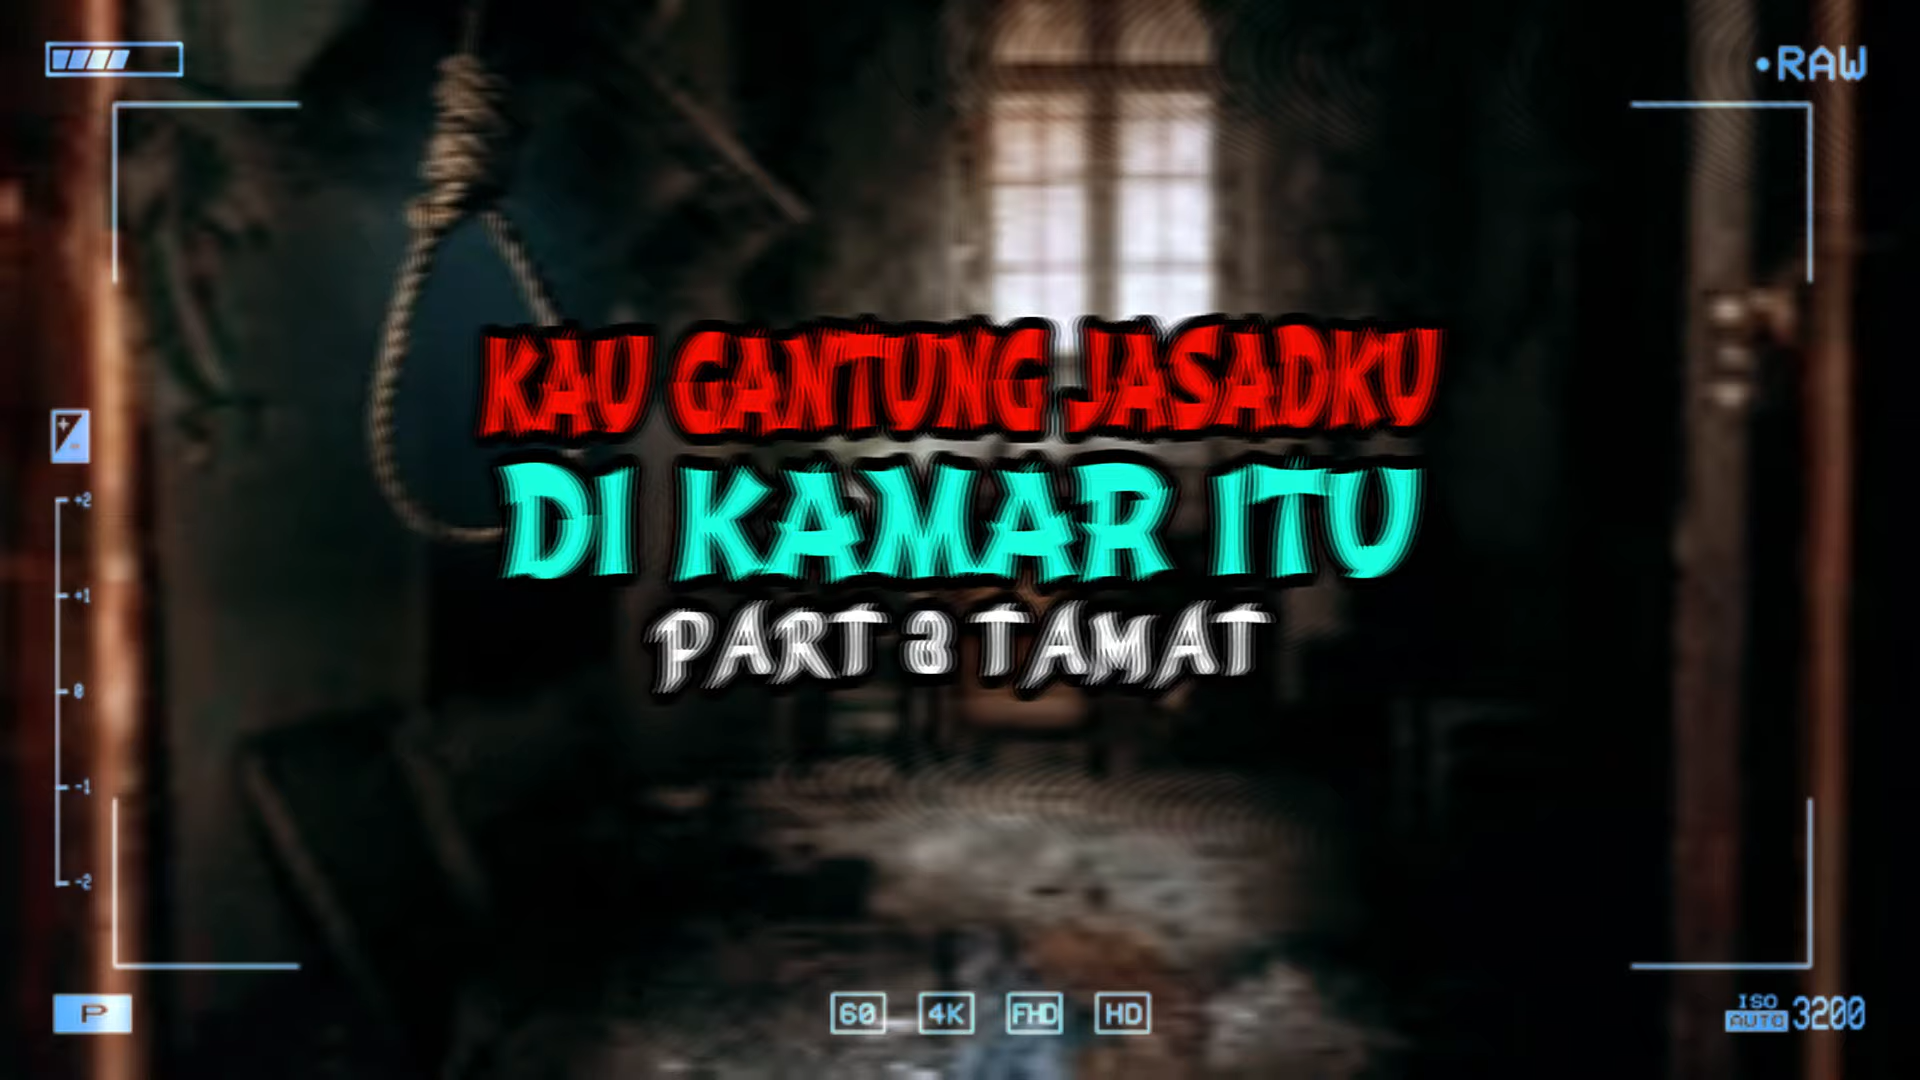 •RAW
KAU GANTUNG JASADKU
DI KAMAR ITU
PART 3 TAMAT
+
-
+2
+1
0
-1
-2
P
60 4K FHD HD
ISO
AUTO 3200